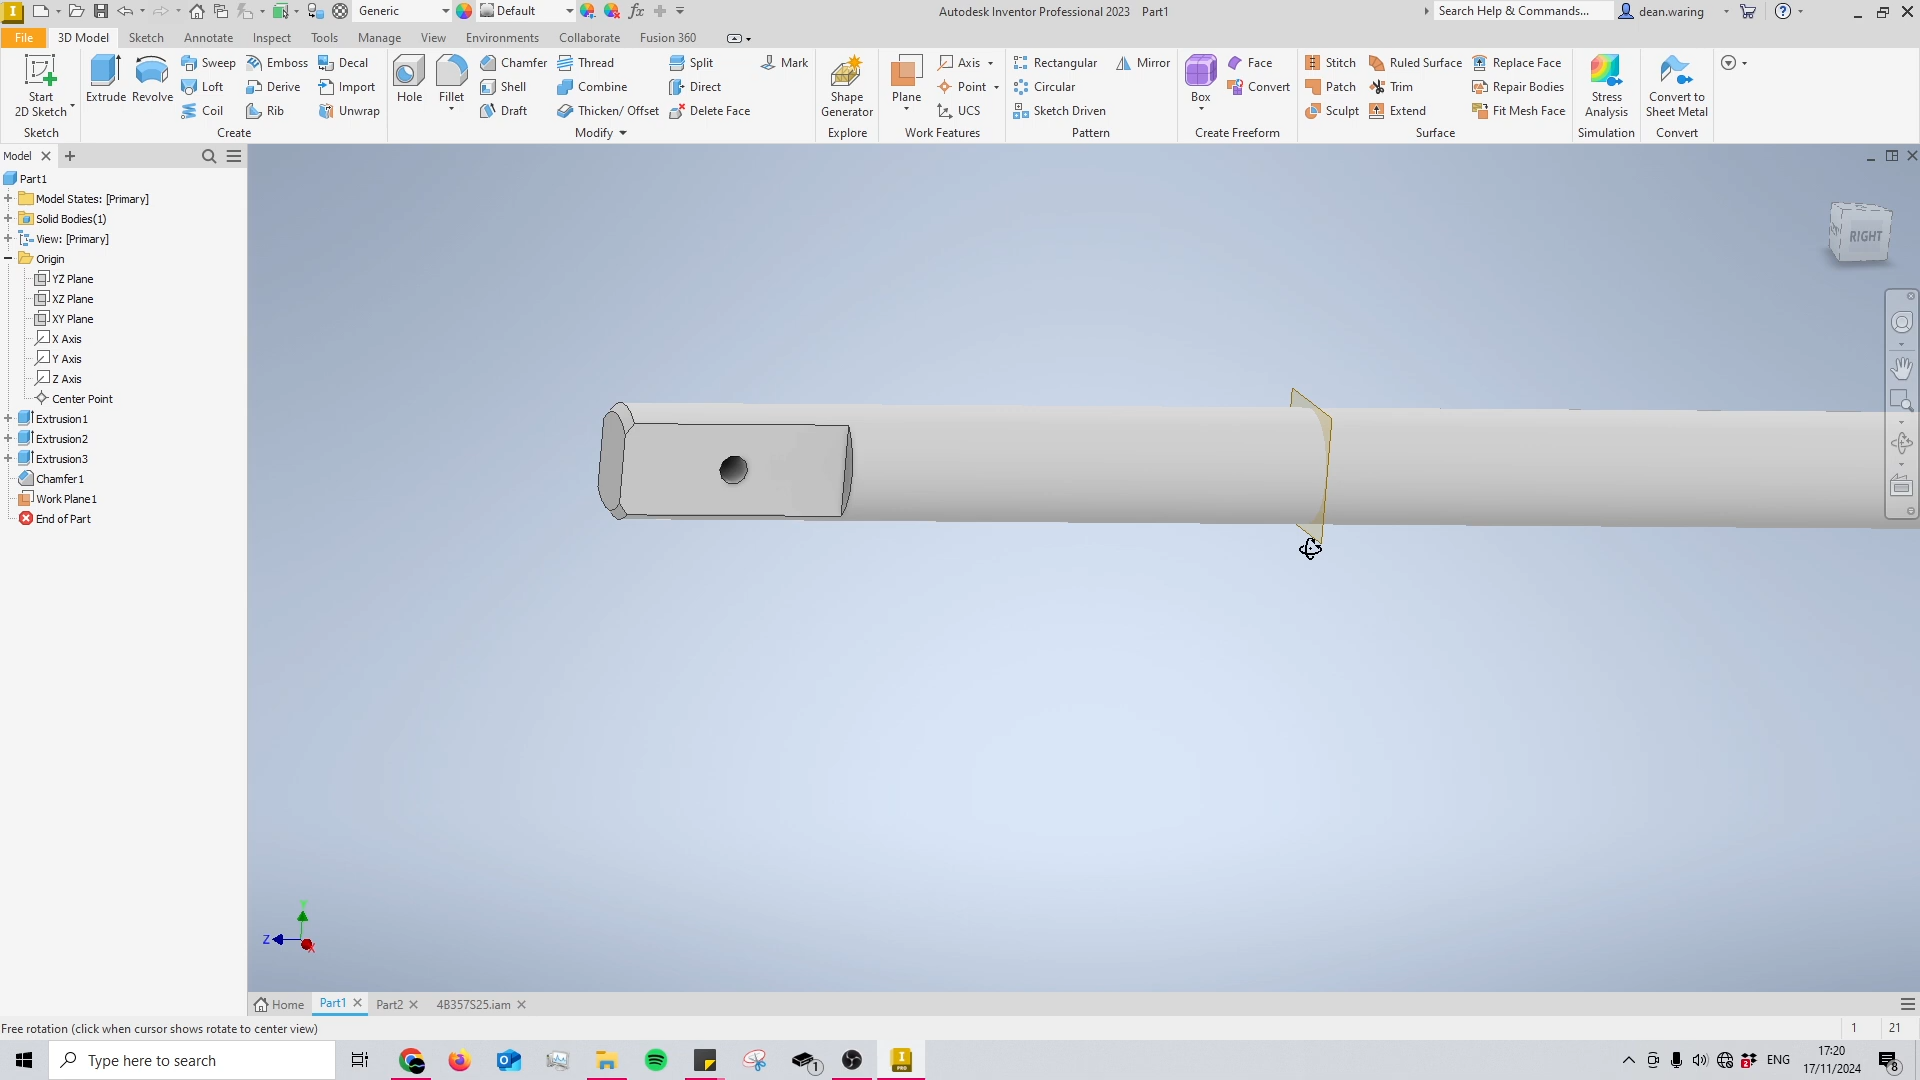 Generic
Default
Autodesk Inventor Professional 2023 Part1
Search Help & Commands...
dean.waring
File 3D Model Sketch Annotate Inspect Tools Manage View Environments Collaborate Fusion 360
Start
2D Sketch
Sketch
Extrude Revolve
Sweep Emboss Decal
Loft Derive Import
Coil Rib Unwrap
Create
Hole Fillet
Chamfer Thread Split Mark
Shell Combine Direct
Draft Thicken/ Offset Delete Face
Modify
Shape
Generator
Explore
Plane
Axis
Point
UCS
Work Features
Rectangular Mirror
Circular
Sketch Driven
Pattern
Box
Face
Convert
Create Freeform
Stitch Ruled Surface Replace Face
Patch Trim Repair Bodies
Sculpt Extend Fit Mesh Face
Surface
Stress
Analysis
Simulation
Convert to
Sheet Metal
Convert
Model
Part1
Model States: [Primary]
Solid Bodies(1)
View: [Primary]
Origin
YZ Plane
XZ Plane
XY Plane
X Axis
Y Axis
Z Axis
Center Point
Extrusion1
Extrusion2
Extrusion3
Chamfer1
Work Plane1
End of Part
RIGHT
Y
Z
X
Home Part1 Part2 4B357S25.iam
Free rotation (click when cursor shows rotate to center view)
1 21
Type here to search
ENG
17:20
17/11/2024
8